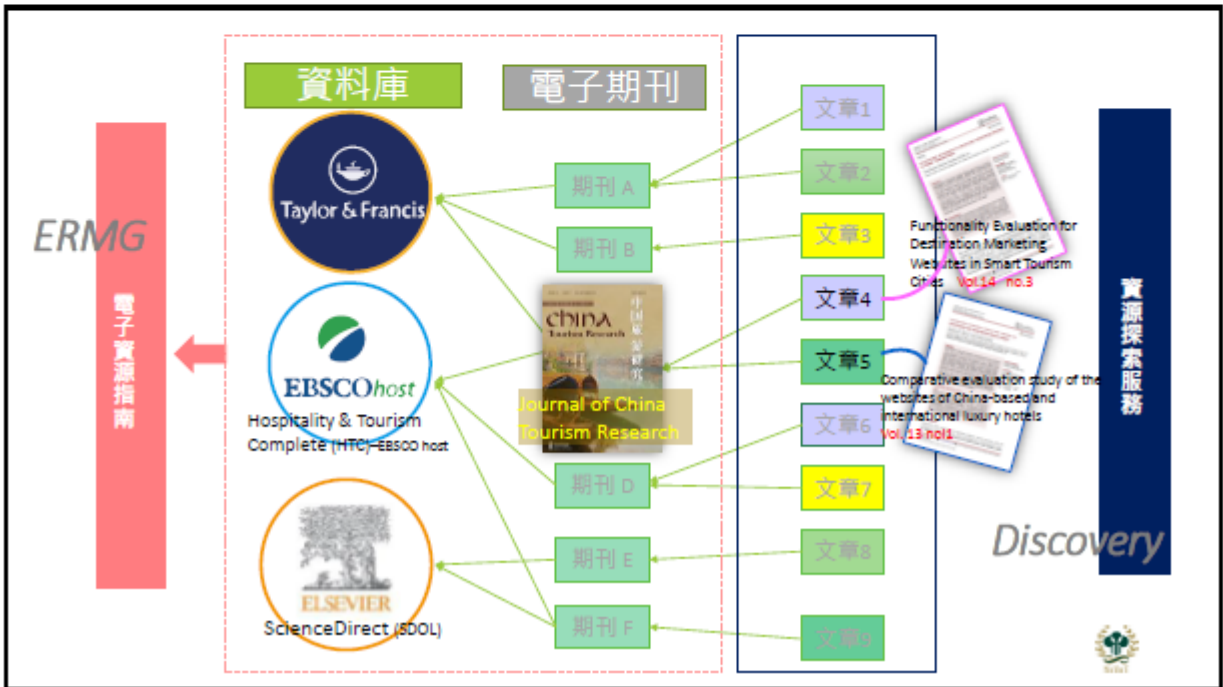 資料庫
電子期刊
ERMG
電子資源指南
Taylor & Francis
EBSCOhost
Hospitality & Tourism
Complete (HTC)–EBSCO host
ELSEVIER
ScienceDirect (SDOL)
期刊 A
期刊 B
CHINA
Tourism Research
Journal of China
Tourism Research
期刊 D
期刊 E
期刊 F
文章1
文章2
文章3
文章4
文章5
文章6
文章7
文章8
文章9
Functionality Evaluation for
Destination Marketing
Websites in Smart Tourism
Cities Vol.14 no.3
Comparative evaluation study of the
websites of China-based and
international luxury hotels
Vol. 13 no1
資源探索服務
Discovery